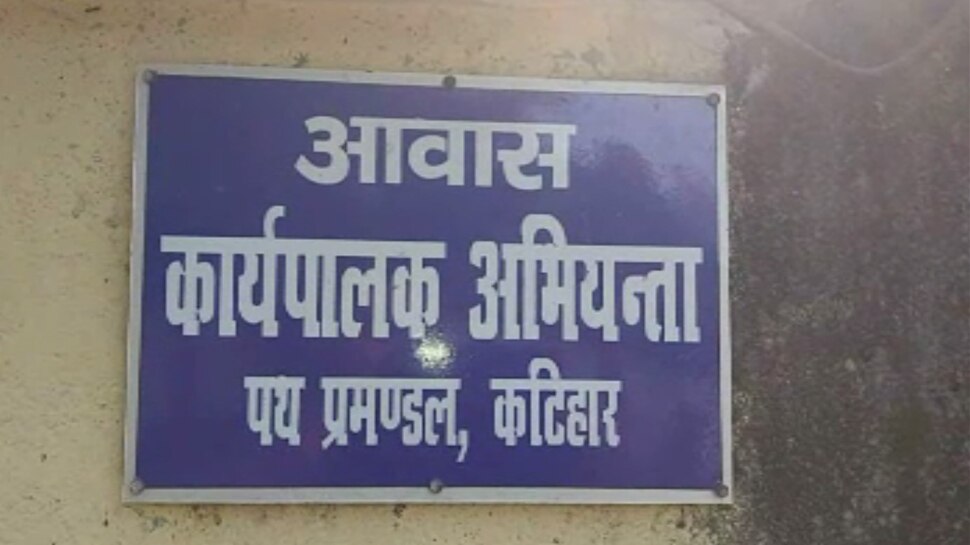 आवास
कार्यपालक अभियन्ता
पथ प्रमण्डल, कटिहार